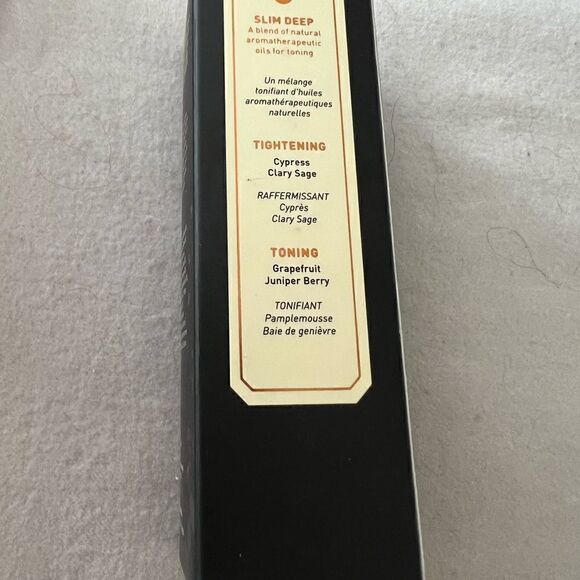 SLIM DEEP
A blend of natural
aromatherapeutic
oils for toning
Un mélange
tonifiant d'huiles
aromathérapeutiques
naturelles
TIGHTENING
Cypress
Clary Sage
RAFFERMISSANT
Cyprès
Clary Sage
TONING
Grapefruit
Juniper Berry
TONIFIANT
Pamplemousse
Baie de genièvre